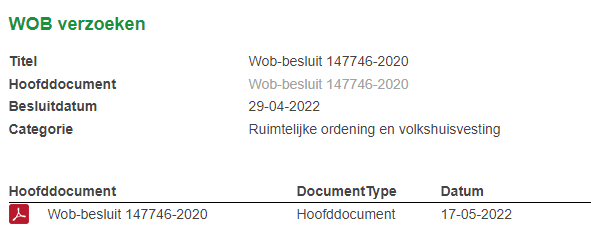 WOB verzoeken
Titel Wob-besluit 147746-2020
Hoofddocument Wob-besluit 147746-2020
Besluitdatum 29-04-2022
Categorie Ruimtelijke ordening en volkshuisvesting
Hoofddocument DocumentType Datum
Wob-besluit 147746-2020 Hoofddocument 17-05-2022